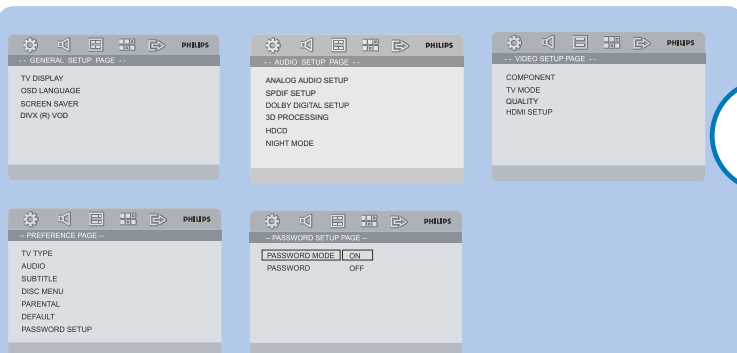 PHILIPS
-- GENERAL SETUP PAGE --
TV DISPLAY
OSD LANGUAGE
SCREEN SAVER
DIVX (R) VOD
PHILIPS
-- AUDIO SETUP PAGE --
ANALOG AUDIO SETUP
SPDIF SETUP
DOLBY DIGITAL SETUP
3D PROCESSING
HDCD
NIGHT MODE
PHILIPS
-- VIDEO SETUP PAGE --
COMPONENT
TV MODE
QUALITY
HDMI SETUP
PHILIPS
-- PREFERENCE PAGE --
TV TYPE
AUDIO
SUBTITLE
DISC MENU
PARENTAL
DEFAULT
PASSWORD SETUP
PHILIPS
-- PASSWORD SETUP PAGE --
PASSWORD MODE ON
PASSWORD OFF